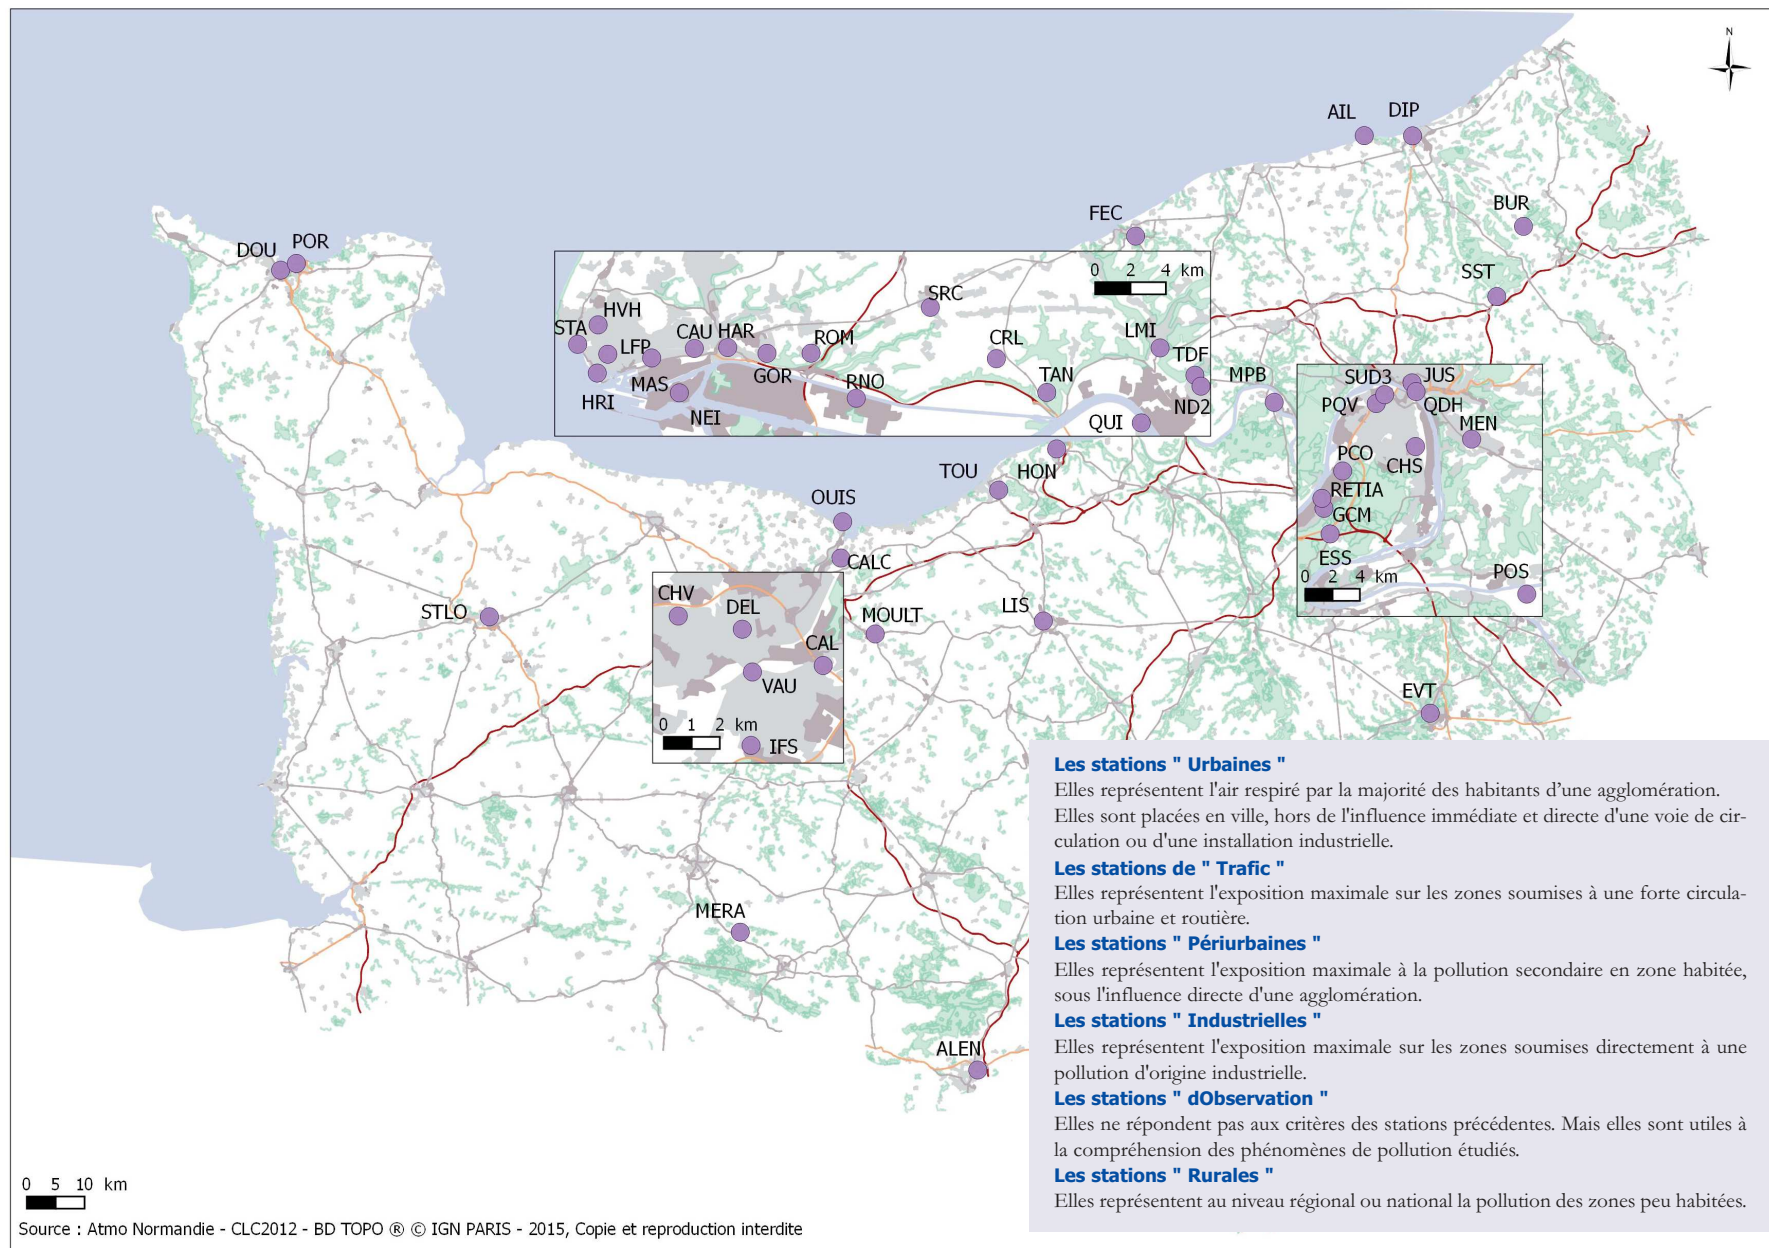 N
AIL
DIP
BUR
FEC
SST
DOU
POR
0 2 4 km
SRC
HVH
STA
LFP
CAU
HAR
ROM
CRL
LMI
TDF
MAS
GOR
RNO
TAN
HRI
NEI
QUI
ND2
MPB
SUD3
JUS
PQV
QDH
MEN
PCO
CHS
RETIA
GCM
ESS
0 2 4 km
POS
TOU
HON
OUIS
CALC
CHV
DEL
CAL
VAU
0 1 2 km
IFS
STLO
MOULT
LIS
EVT
MERA
ALEN
Les stations " Urbaines "
Elles représentent l'air respiré par la majorité des habitants d’une agglomération.
Elles sont placées en ville, hors de l'influence immédiate et directe d'une voie de cir-
culation ou d'une installation industrielle.
Les stations de " Trafic "
Elles représentent l'exposition maximale sur les zones soumises à une forte circula-
tion urbaine et routière.
Les stations " Périurbaines "
Elles représentent l'exposition maximale à la pollution secondaire en zone habitée,
sous l'influence directe d'une agglomération.
Les stations " Industrielles "
Elles représentent l'exposition maximale sur les zones soumises directement à une
pollution d'origine industrielle.
Les stations " dObservation "
Elles ne répondent pas aux critères des stations précédentes. Mais elles sont utiles à
la compréhension des phénomènes de pollution étudiés.
Les stations " Rurales "
Elles représentent au niveau régional ou national la pollution des zones peu habitées.
0 5 10 km
Source : Atmo Normandie - CLC2012 - BD TOPO ® © IGN PARIS - 2015, Copie et reproduction interdite